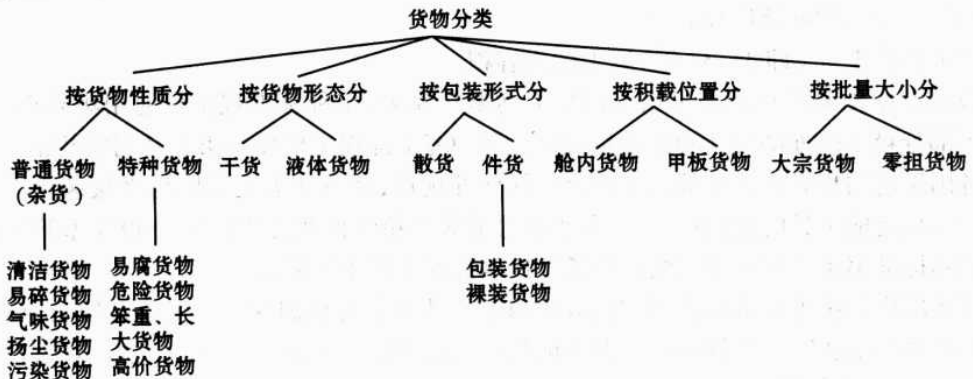 货物分类
按货物性质分 按货物形态分 按包装形式分 按积载位置分 按批量大小分
普通货物 特种货物 干货 液体货物 散货 件货 舱内货物 甲板货物 大宗货物 零担货物
(杂货)
清洁货物 易腐货物 包装货物
易碎货物 危险货物 裸装货物
气味货物 笨重、长
扬尘货物 大货物
污染货物 高价货物